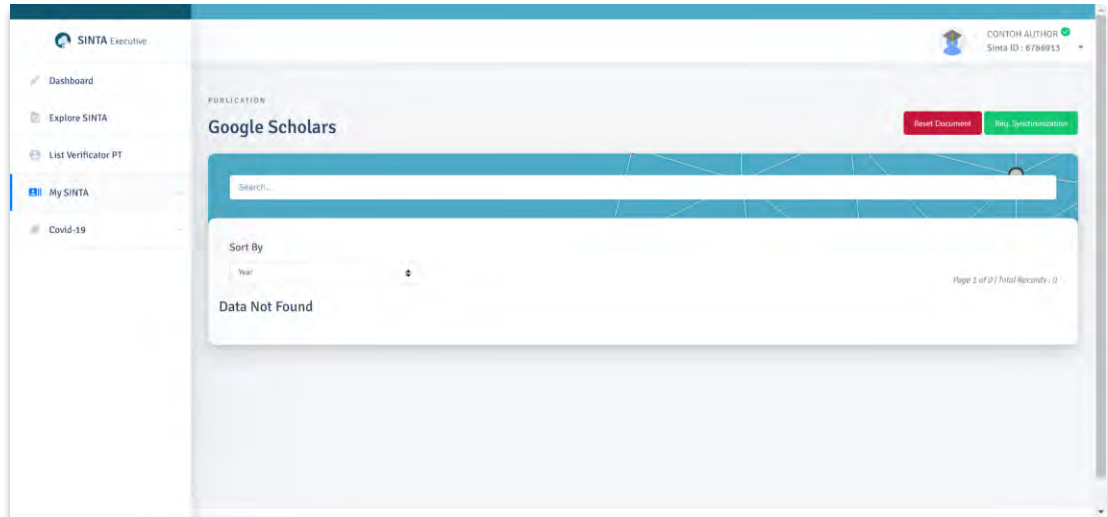 SINTA Executive
CONTOH AUTHOR
Sinta ID : 6786913
Dashboard
Explore SINTA
List Verificator PT
My SINTA
Covid-19
PUBLICATION
Google Scholars
Reset Document
Req. Synchronization
Search...
Sort By
Year
Page 1 of 0 | Total Records : 0
Data Not Found